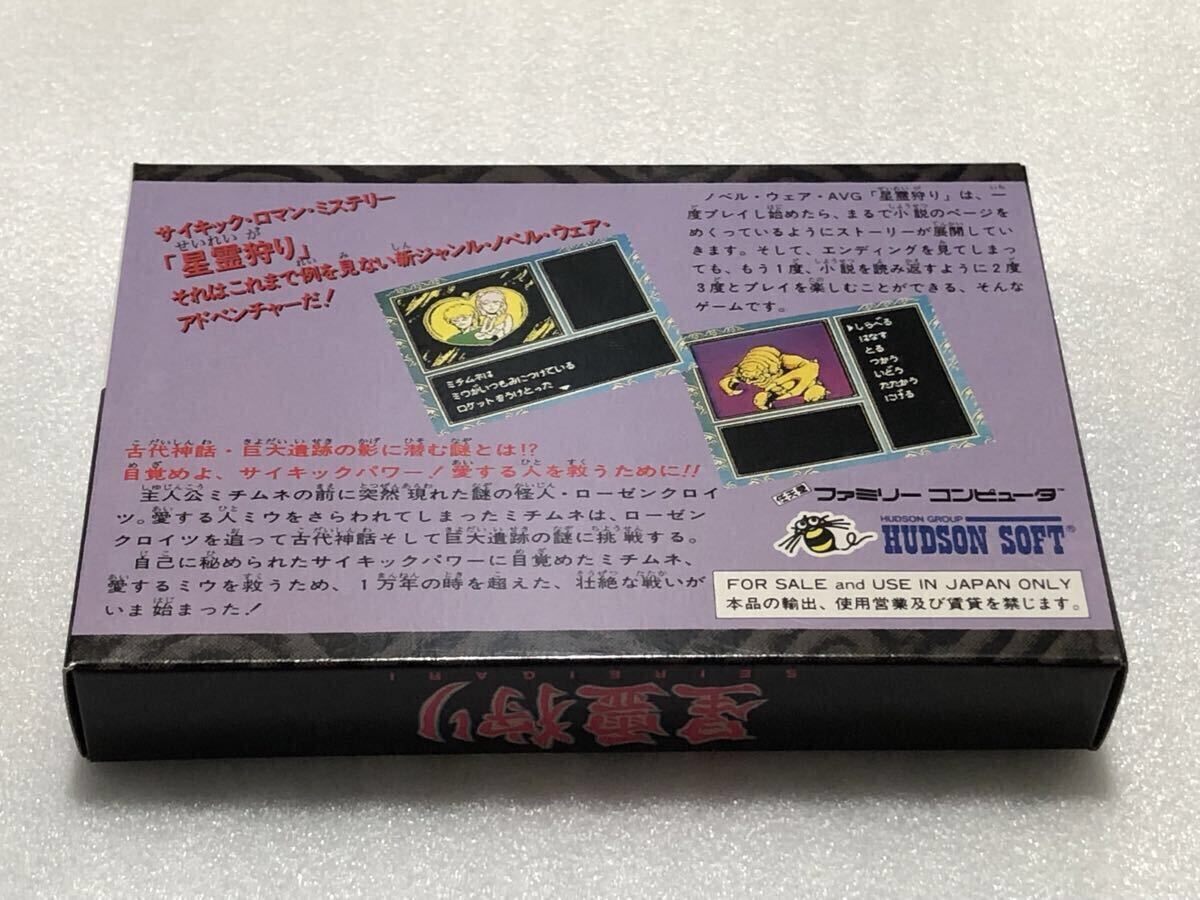 サイキック・ロマン・ミステリー
「星霊狩り」
それはこれまで例を見ない新ジャンル・ノベル・ウェア、
アドベンチャーだ!
ノベル・ウェア・AVG「星霊狩り」は、一
度プレイし始めたら、まるで小説のページを
めくっているようにストーリーが展開してい
きます。そして、エンディングを見てしまっ
ても、もう1度、小説を読み返すように2度
3度とプレイを楽しむことができる、そんな
ゲームです。
ミチムネは
ミウがいつもみにつけている
ロケットをうけとった
▶しらべる
はなす
とる
つかう
いどう
たたかう
にげる
古代神話・巨大遺跡の影に潜む謎とは!?
目覚めよ、サイキックパワー!愛する人を救うために!!
主人公ミチムネの前に突然現れた謎の怪人・ローゼンクロイ
ツ。愛する人ミウをさらわれてしまったミチムネは、ローゼン
クロイツを追って古代神話そして巨大遺跡の謎に挑戦する。
自己に秘められたサイキックパワーに目覚めたミチムネ、
愛するミウを救うため、1万年の時を超えた、壮絶な戦いが
いま始まった!
任天堂 ファミリーコンピュータ
HUDSON GROUP
HUDSON SOFT®
FOR SALE and USE IN JAPAN ONLY
本品の輸出、使用営業及び賃貸を禁じます。
SEIREIGARI
星霊狩り